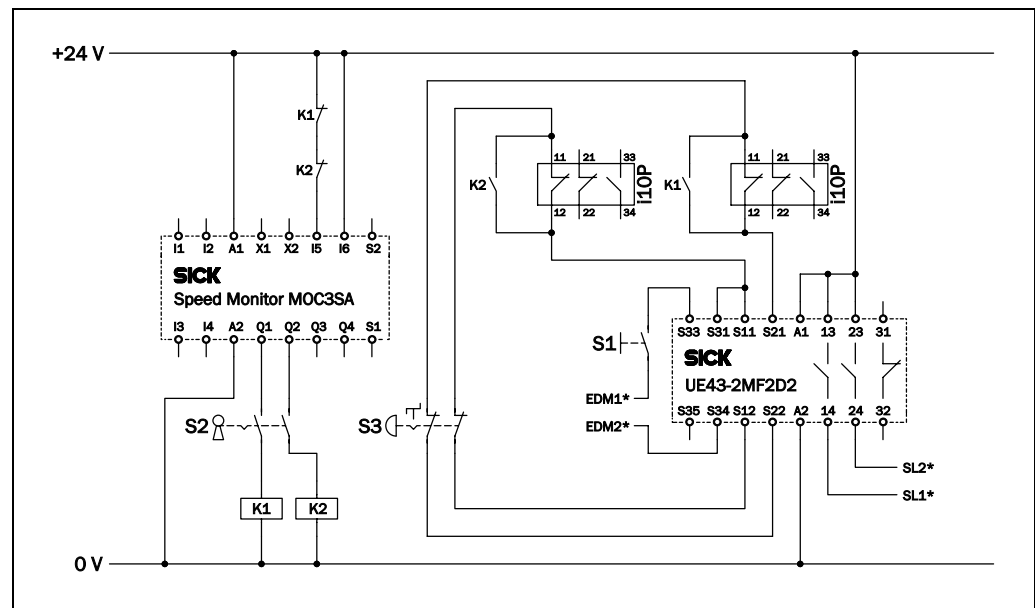 +24 V
K1
K2
11 21 33
K2
i10P
12 22 34
11 21 33
K1
i10P
12 22 34
I1 I2 A1 X1 X2 I5 I6 S2
SICK
Speed Monitor MOC3SA
I3 I4 A2 Q1 Q2 Q3 Q4 S1
S33 S31 S11 S21 A1 13 23 31
S1
SICK
UE43-2MF2D2
EDM1*
S35 S34 S12 S22 A2 14 24 32
EDM2*
S2
S3
SL2*
SL1*
K1
K2
0 V